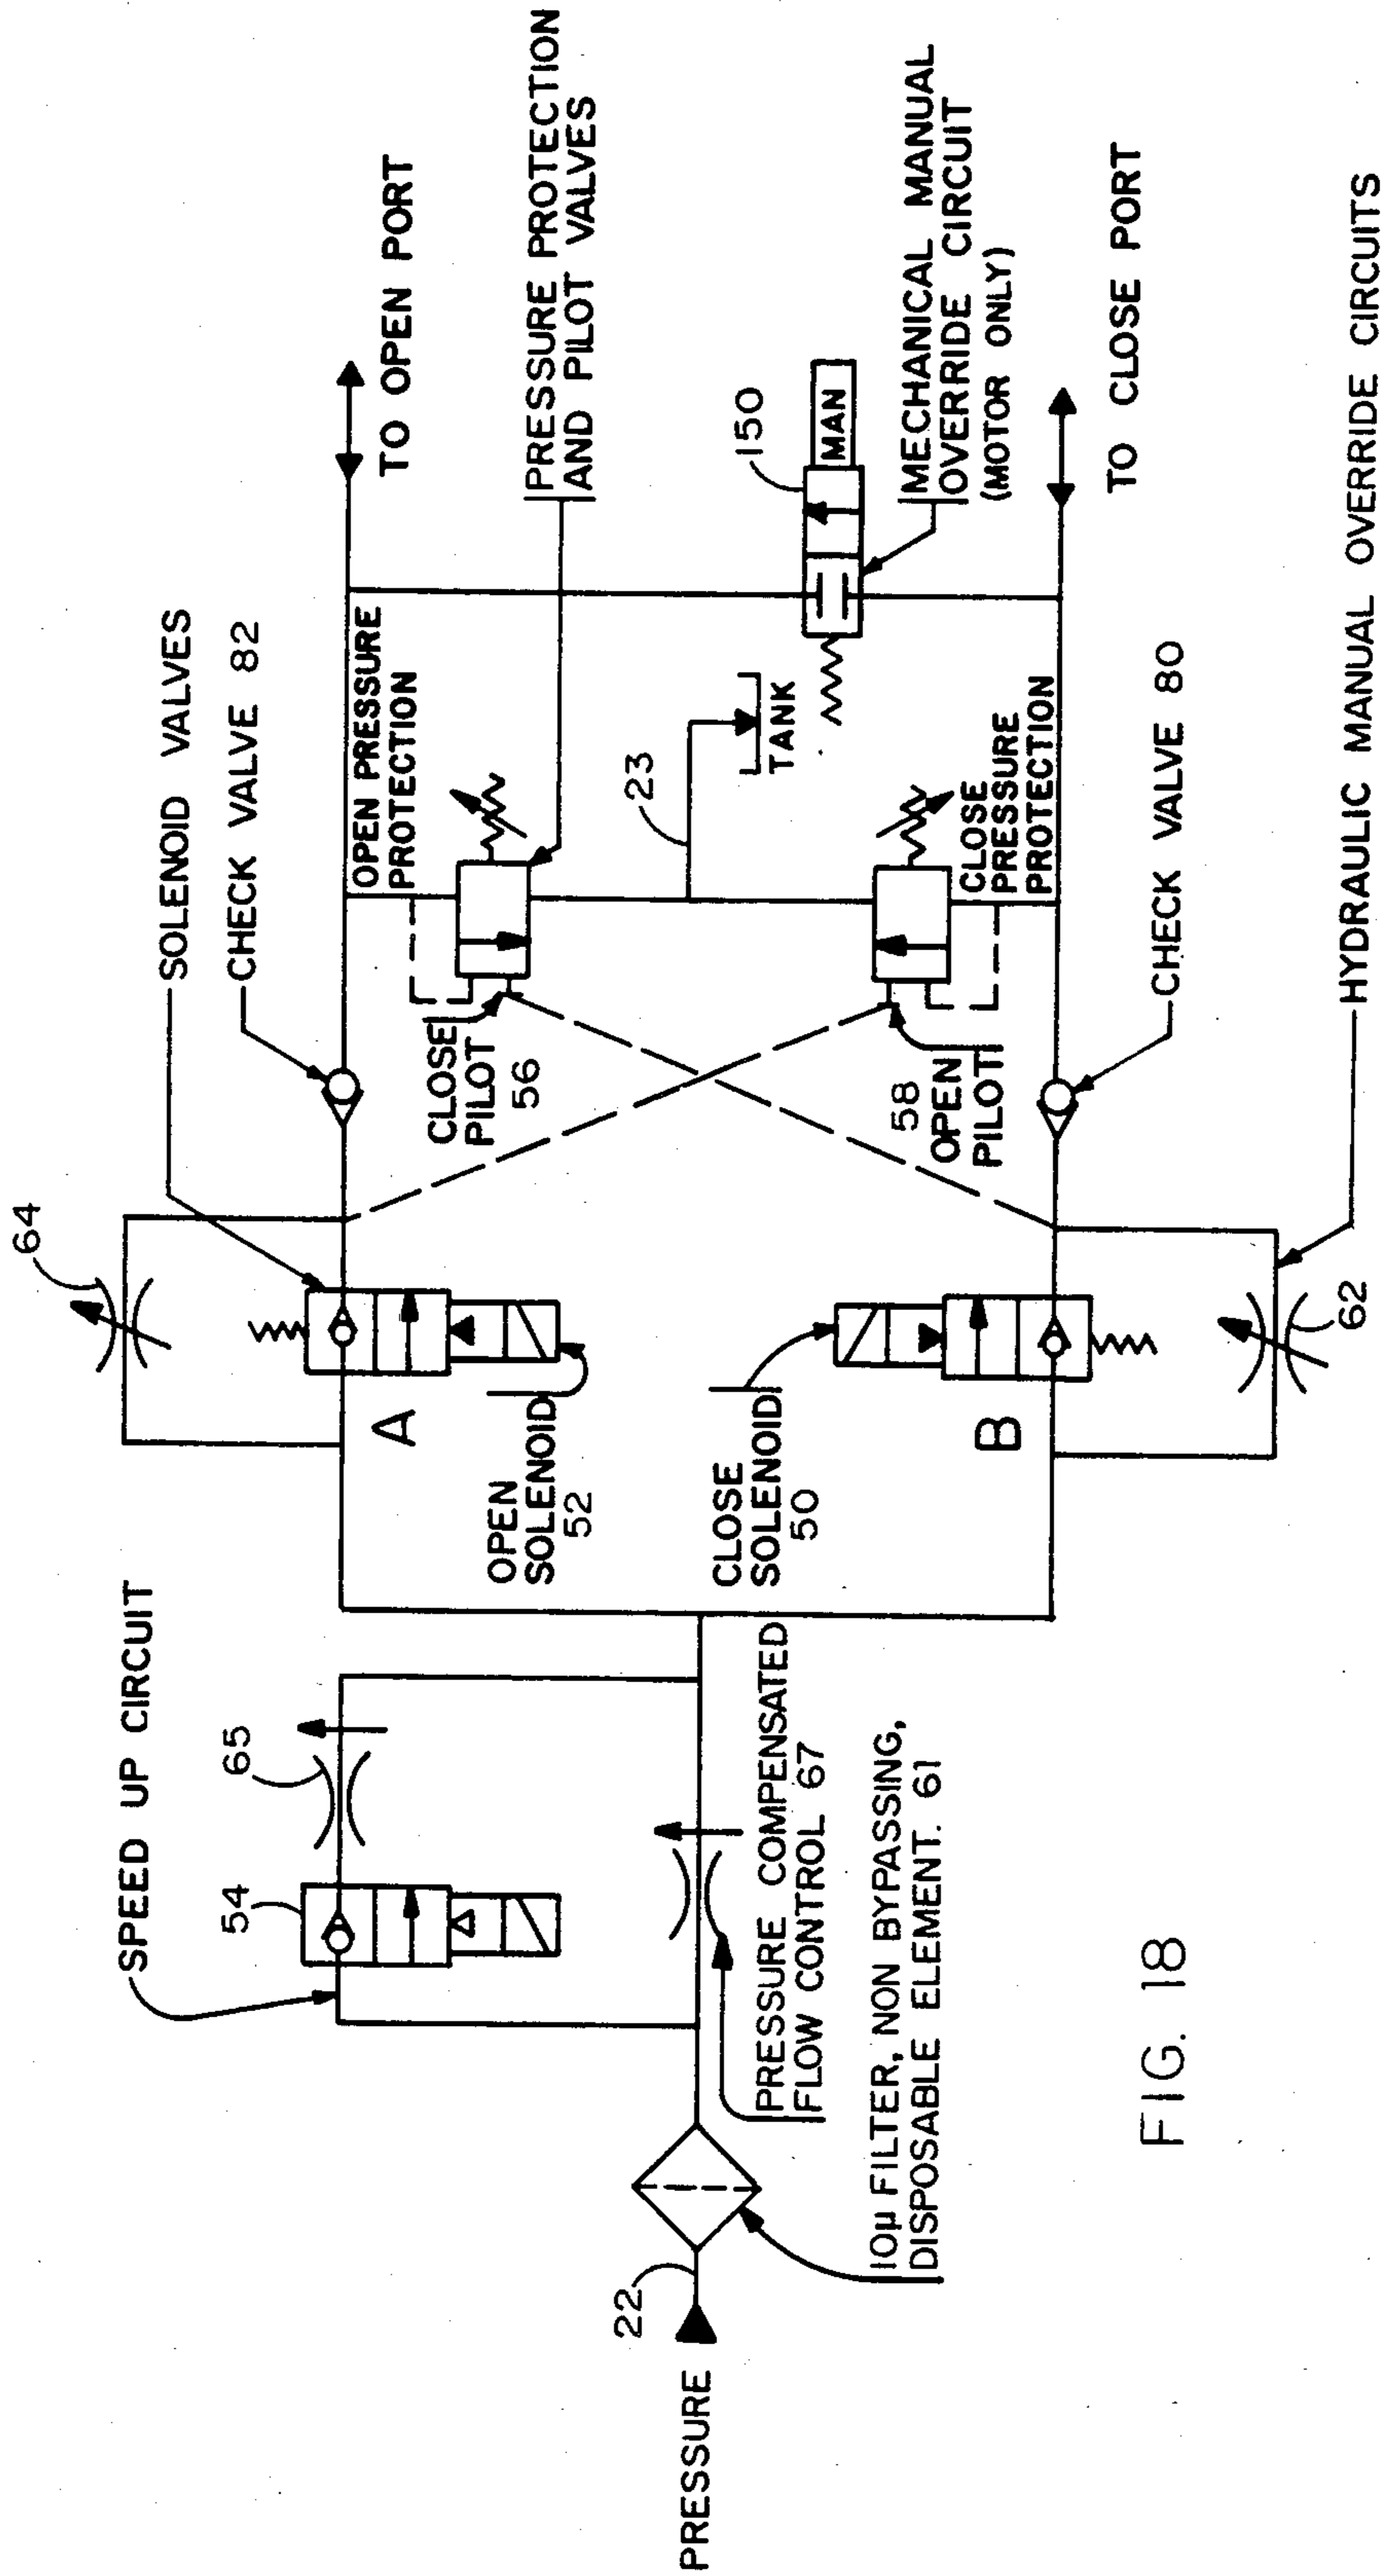 PRESSURE
22
10µ FILTER, NON BYPASSING,
DISPOSABLE ELEMENT. 61
PRESSURE COMPENSATED
FLOW CONTROL 67
SPEED UP CIRCUIT
54
65
64
SOLENOID VALVES
CHECK VALVE 82
A
OPEN
SOLENOID
52
CLOSE
SOLENOID
50
B
62
HYDRAULIC MANUAL OVERRIDE CIRCUITS
CHECK VALVE 80
CLOSE
PILOT
56
58
OPEN
PILOT
OPEN PRESSURE
PROTECTION
CLOSE
PRESSURE
PROTECTION
23
TANK
PRESSURE PROTECTION
AND PILOT VALVES
TO OPEN PORT
150
MAN
MECHANICAL MANUAL
OVERRIDE CIRCUIT
(MOTOR ONLY)
TO CLOSE PORT
FIG. 18